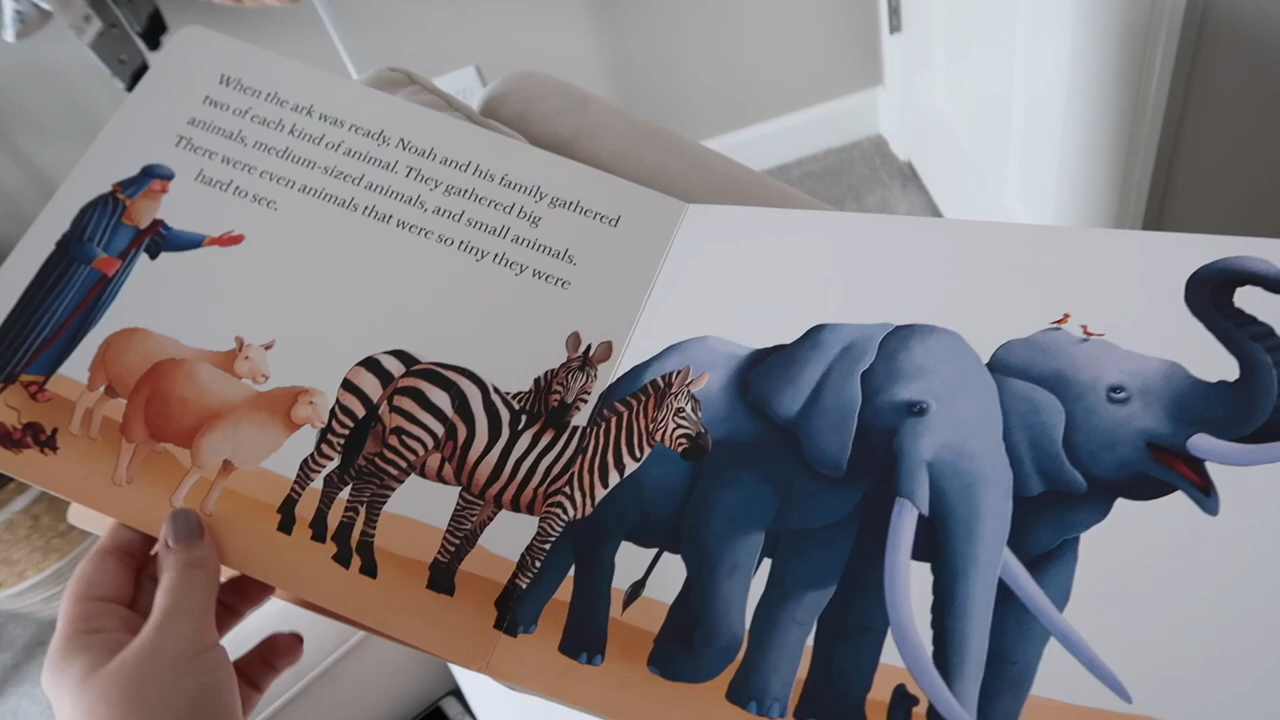 When the ark was ready, Noah and his family gathered
two of each kind of animal. They gathered big
animals, medium-sized animals, and small animals.
There were even animals that were so tiny they were
hard to see.